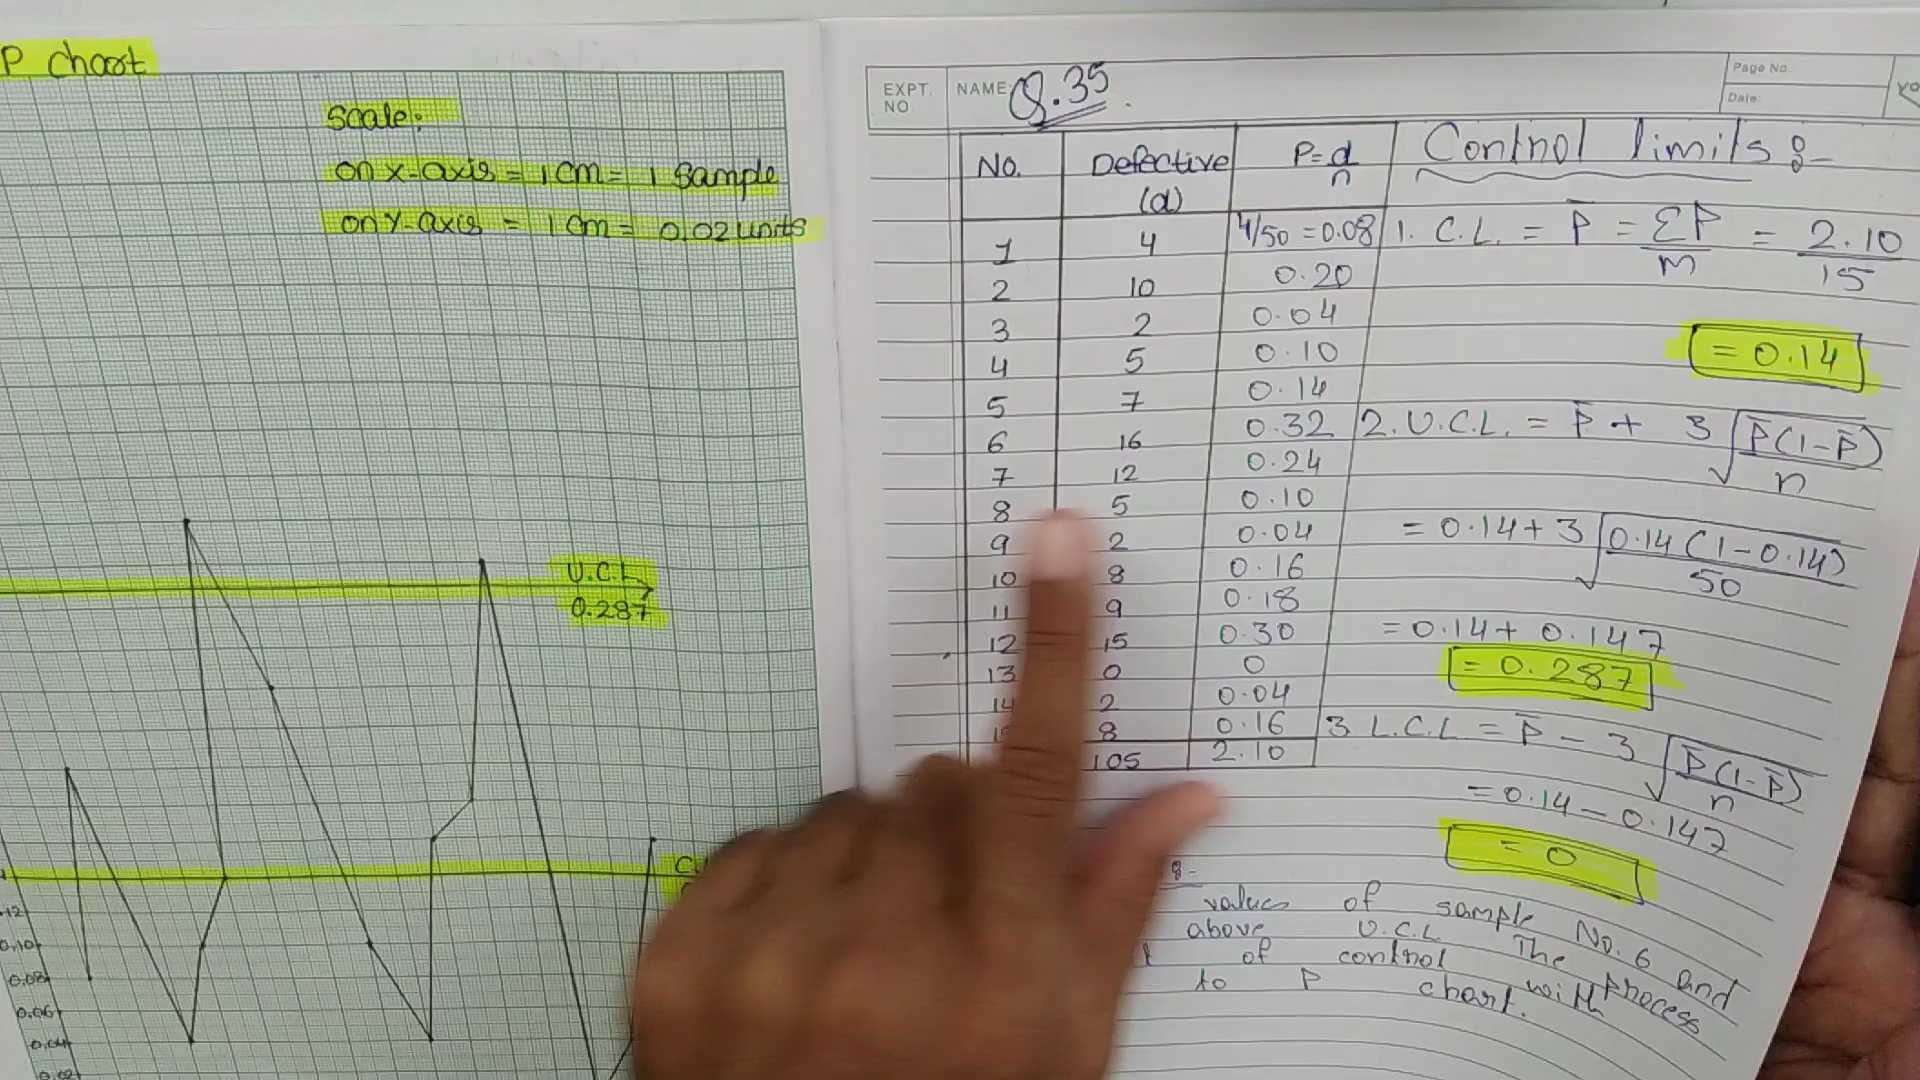 P chart
Scale:
on x-axis = 1 cm = 1 sample
on Y-axis = 1 cm = 0.02 units
U.C.L
0.287
C.
12
0.10
0.08
0.06
0.04
0.02
EXPT. NO.
NAME: Q.35
Page No.
Date:
No. Defective (d) P=d/n
1 4 4/50 = 0.08
2 10 0.20
3 2 0.04
4 5 0.10
5 7 0.14
6 16 0.32
7 12 0.24
8 5 0.10
9 2 0.04
10 8 0.16
11 9 0.18
12 15 0.30
13 0 0
14 2 0.04
8 0.16
105 2.10
Control limits :-
1. C.L. = P̄ = ΣP/m = 2.10/15
= 0.14
2. U.C.L. = P̄ + 3 √P̄(1-P̄)/n
= 0.14 + 3 √0.14(1-0.14)/50
= 0.14 + 0.147
= 0.287
3 L.C.L = P̄ - 3 √P̄(1-P̄)/n
= 0.14 - 0.147
= 0
values of sample No. 6 and
above U.C.L The process
of control with
to P chart.